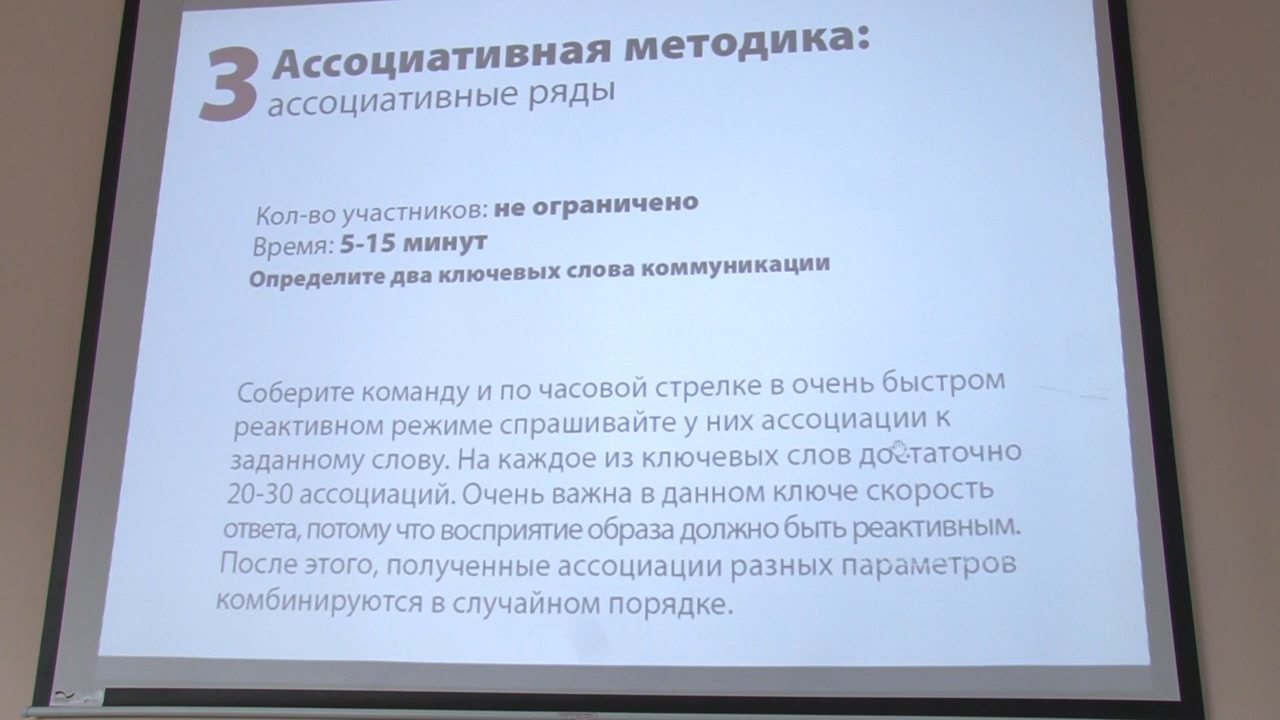 3 Ассоциативная методика:
ассоциативные ряды
Кол-во участников: не ограничено
Время: 5-15 минут
Определите два ключевых слова коммуникации
Соберите команду и по часовой стрелке в очень быстром
реактивном режиме спрашивайте у них ассоциации к
заданному слову. На каждое из ключевых слов достаточно
20-30 ассоциаций. Очень важна в данном ключе скорость
ответа, потому что восприятие образа должно быть реактивным.
После этого, полученные ассоциации разных параметров
комбинируются в случайном порядке.